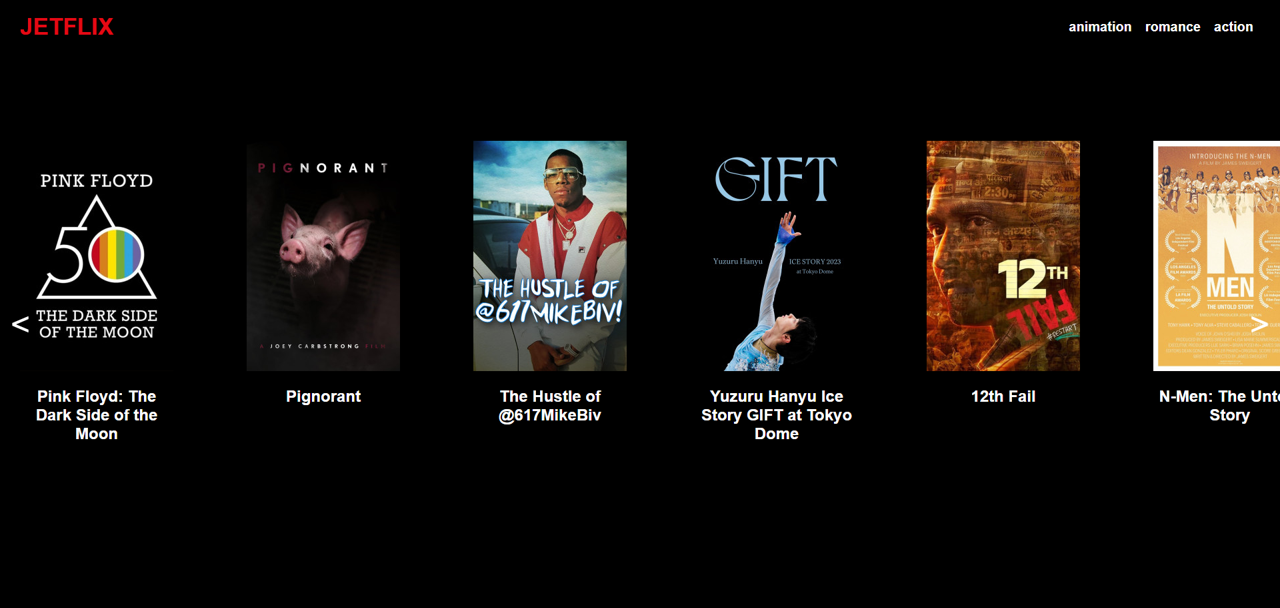 JETFLIX
animation romance action
PINK FLOYD
50
THE DARK SIDE
OF THE MOON
PIGNORANT
A JOEY CARBSTRONG FILM
THE HUSTLE OF
@617MIKEBIV!
GIFT
Yuzuru Hanyu ICE STORY 2023
at Tokyo Dome
12TH
FAIL
#RESTART
INTRODUCING THE N-MEN
N
MEN
THE UNTOLD STORY
<
>
Pink Floyd: The
Dark Side of the
Moon
Pignorant
The Hustle of
@617MikeBiv
Yuzuru Hanyu Ice
Story GIFT at Tokyo
Dome
12th Fail
N-Men: The Unto
Story